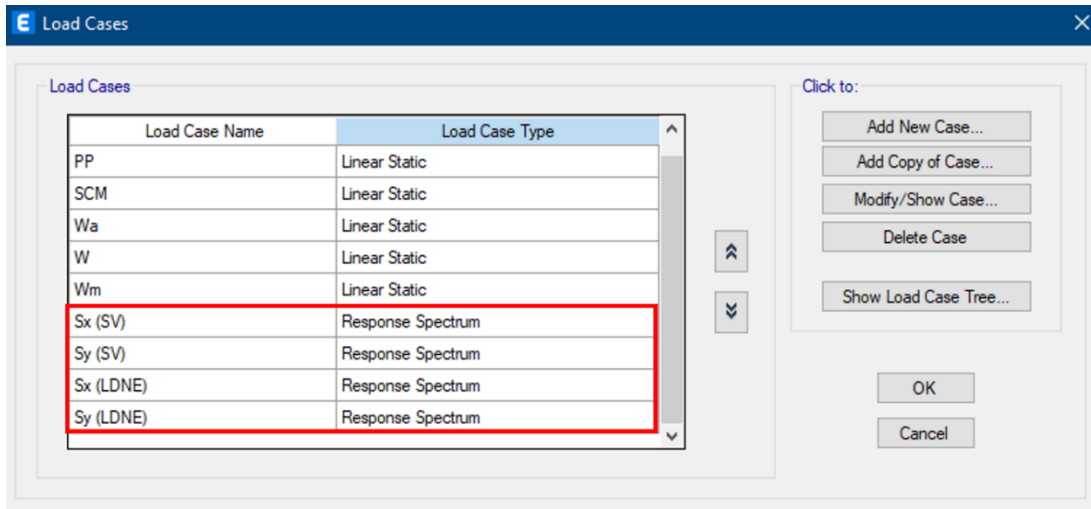 E Load Cases
Load Cases
Load Case Name Load Case Type
PP Linear Static
SCM Linear Static
Wa Linear Static
W Linear Static
Wm Linear Static
Sx (SV) Response Spectrum
Sy (SV) Response Spectrum
Sx (LDNE) Response Spectrum
Sy (LDNE) Response Spectrum
Click to:
Add New Case...
Add Copy of Case...
Modify/Show Case...
Delete Case
Show Load Case Tree...
OK
Cancel